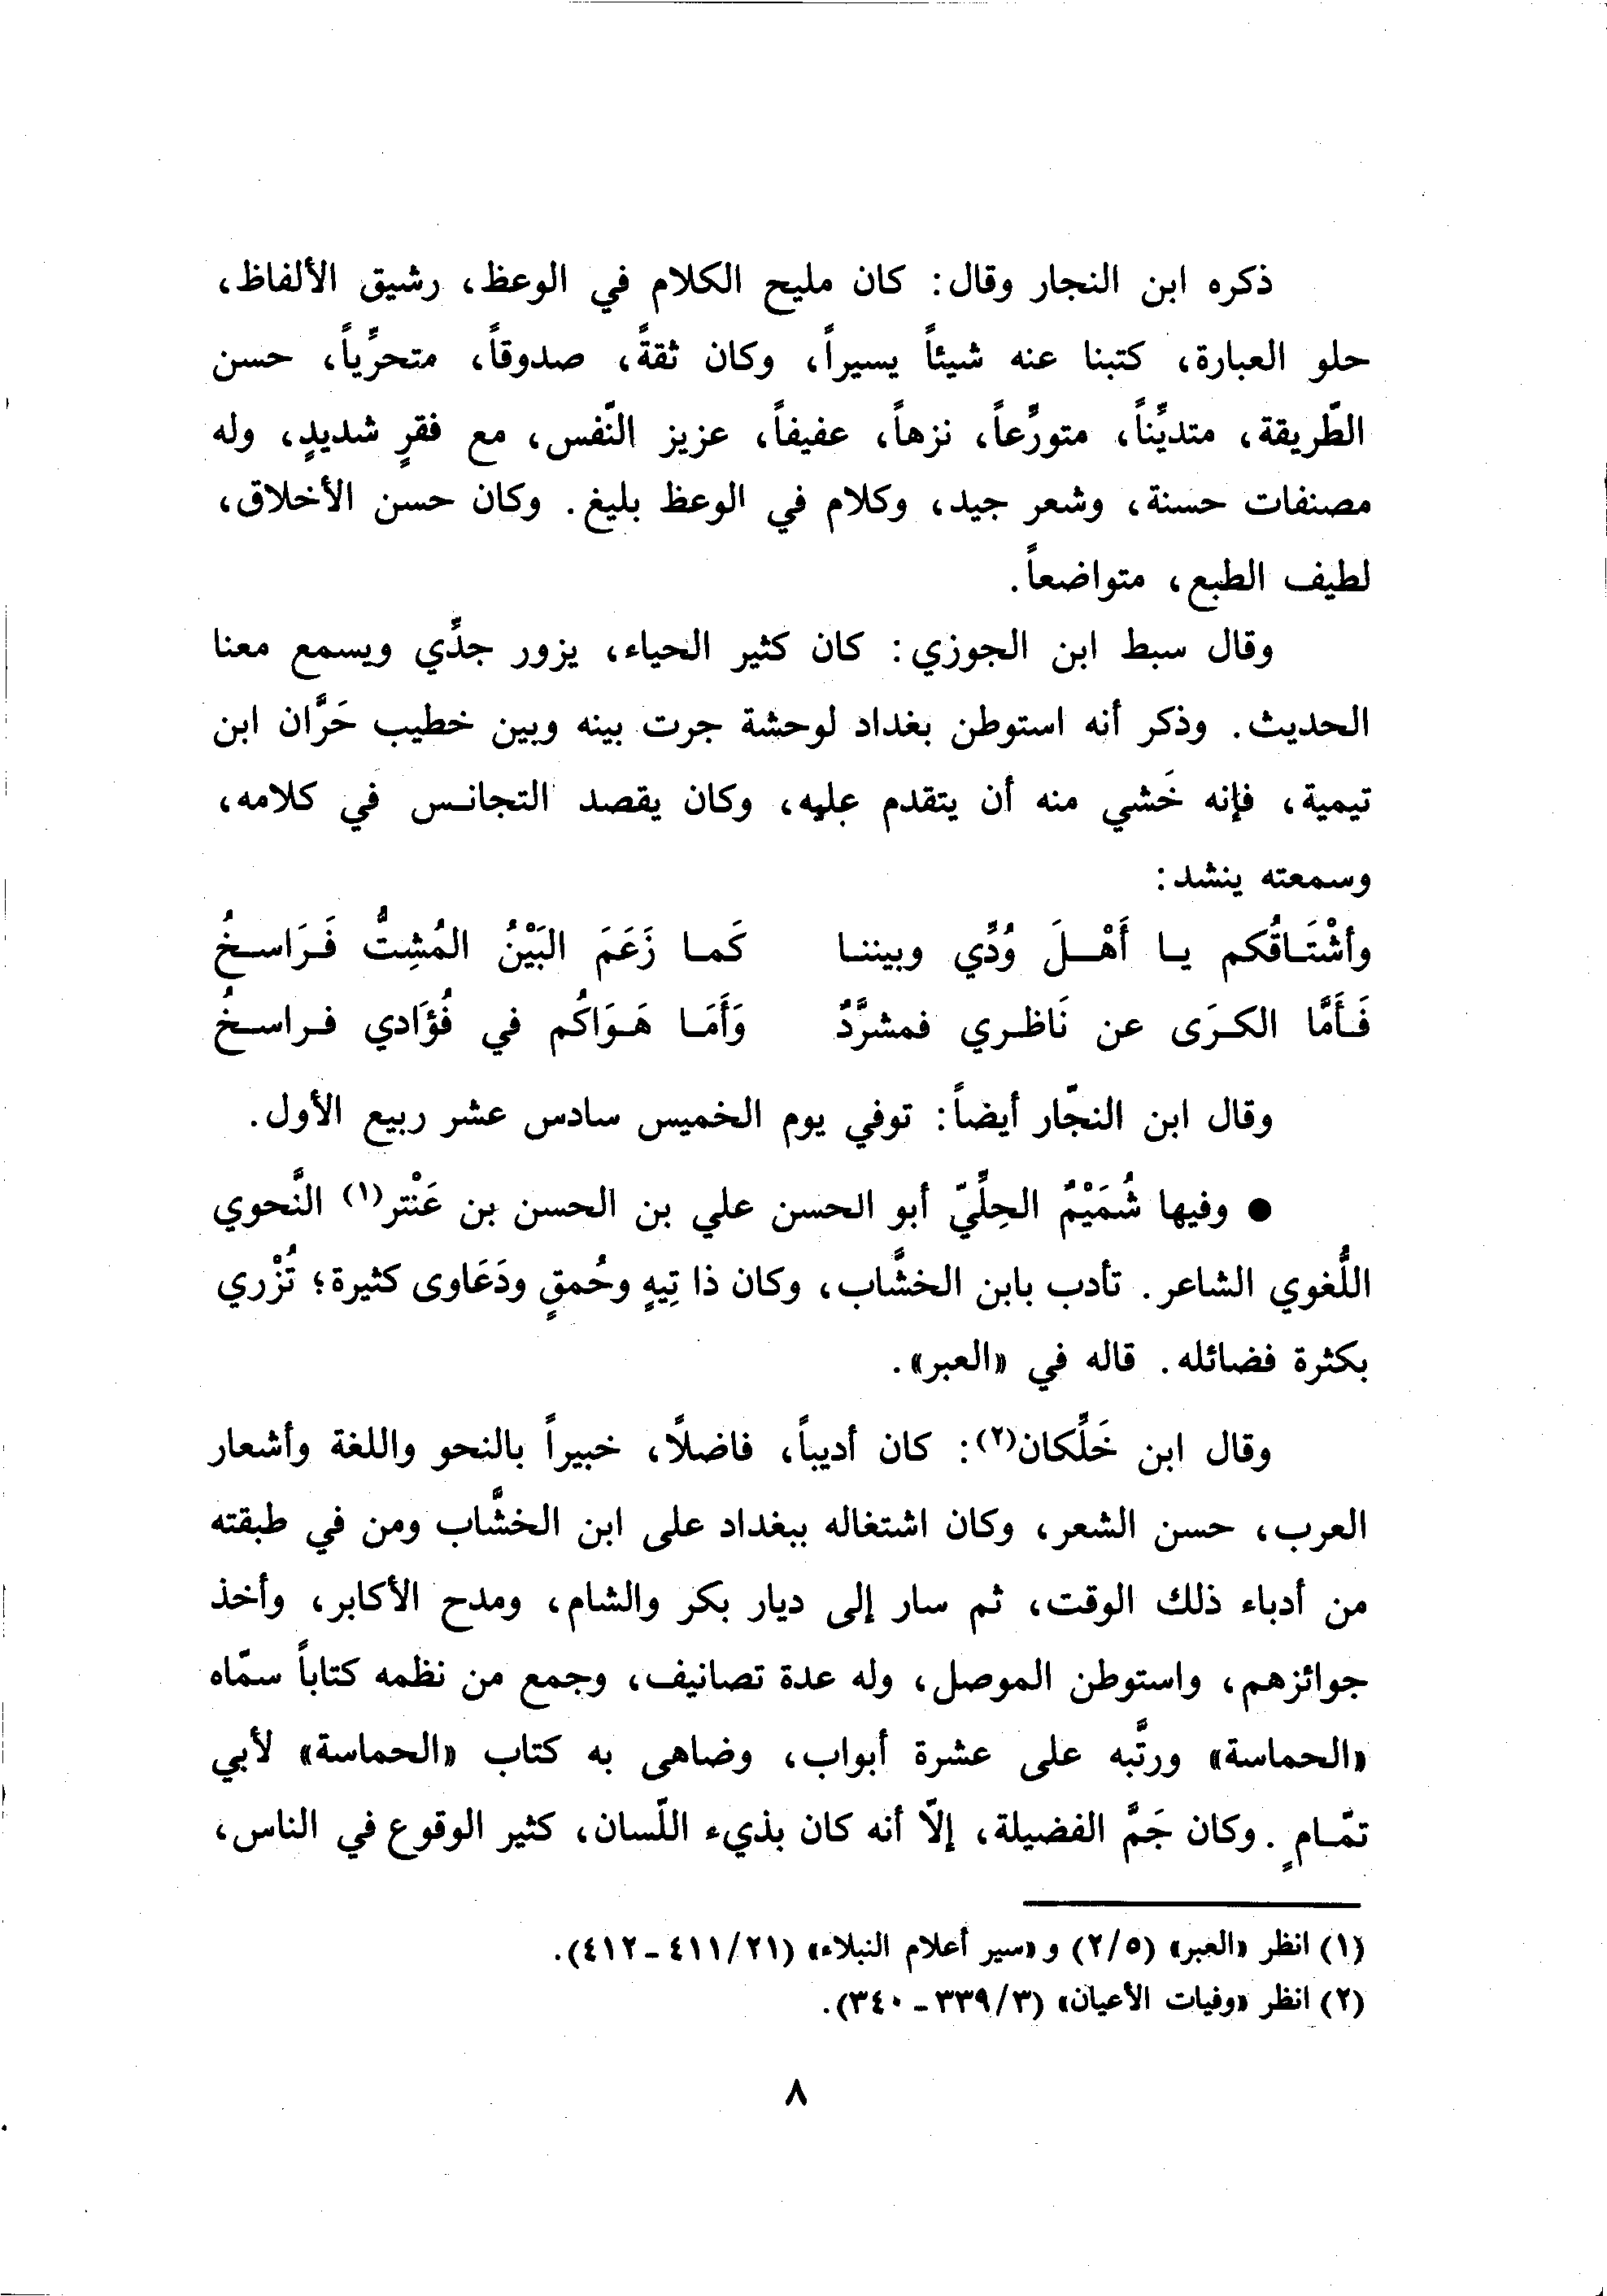 ذكره ابن النجار وقال: كان مليح الكلام في الوعظ، رشيق الألفاظ،
حلو العبارة، كتبنا عنه شيئاً يسيراً، وكان ثقةً، صدوقاً، متحرِّياً، حسن
الطّريقة، متديِّناً، متورِّعاً، نزهاً، عفيفاً، عزيز النّفس، مع فقرٍ شديدٍ، وله
مصنفات حسنة، وشعر جيد، وكلام في الوعظ بليغ. وكان حسن الأخلاق،
لطيف الطبع، متواضعاً.
وقال سبط ابن الجوزي: كان كثير الحياء، يزور جدِّي ويسمع معنا
الحديث. وذكر أنه استوطن بغداد لوحشة جرت بينه وبين خطيب حَرَّان ابن
تيمية، فإنه خَشي منه أن يتقدم عليه، وكان يقصد التجانس في كلامه،
وسمعته ينشد:
وأشْتَاقُكم يا أَهْلَ وُدِّي وبيننا كَما زَعَمَ البَيْنُ المُشِتُّ فَرَاسخُ
فَأَمَّا الكرَى عن نَاظري فمشرَّدٌ وَأَمَا هَوَاكُم في فُؤَادي فراسخُ
وقال ابن النجّار أيضاً: توفي يوم الخميس سادس عشر ربيع الأول.
● وفيها شُمَيْمٌ الحِلِّيّ أبو الحسن علي بن الحسن بن عَنْتر(١) النَّحوي
اللُّغوي الشاعر. تأدب بابن الخشَّاب، وكان ذا تِيهٍ وحُمقٍ ودَعَاوى كثيرة؛ تُزْري
بكثرة فضائله. قاله في «العبر».
وقال ابن خَلِّكان(٢): كان أديباً، فاضلاً، خبيراً بالنحو واللغة وأشعار
العرب، حسن الشعر، وكان اشتغاله ببغداد على ابن الخشَّاب ومن في طبقته
من أدباء ذلك الوقت، ثم سار إلى ديار بكر والشام، ومدح الأكابر، وأخذ
جوائزهم، واستوطن الموصل، وله عدة تصانيف، وجمع من نظمه كتاباً سمّاه
«الحماسة» ورتَّبه على عشرة أبواب، وضاهى به كتاب «الحماسة» لأبي
تمّامٍ. وكان جَمَّ الفضيلة، إلّا أنه كان بذيء اللّسان، كثير الوقوع في الناس،
(١) انظر «العبر» (٢/٥) و «سير أعلام النبلاء» (٤١١/٢١ - ٤١٢).
(٢) انظر «وفيات الأعيان» (٣٣٩/٣ - ٣٤٠).
٨